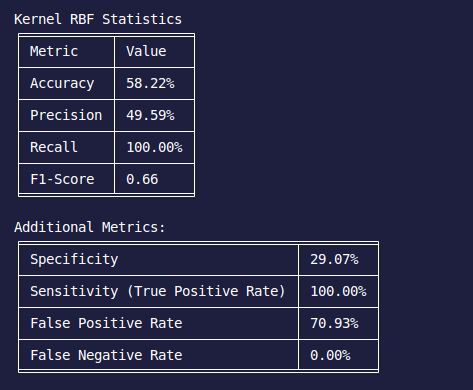 Kernel RBF Statistics
Metric Value
Accuracy 58.22%
Precision 49.59%
Recall 100.00%
F1-Score 0.66
Additional Metrics:
Specificity 29.07%
Sensitivity (True Positive Rate) 100.00%
False Positive Rate 70.93%
False Negative Rate 0.00%